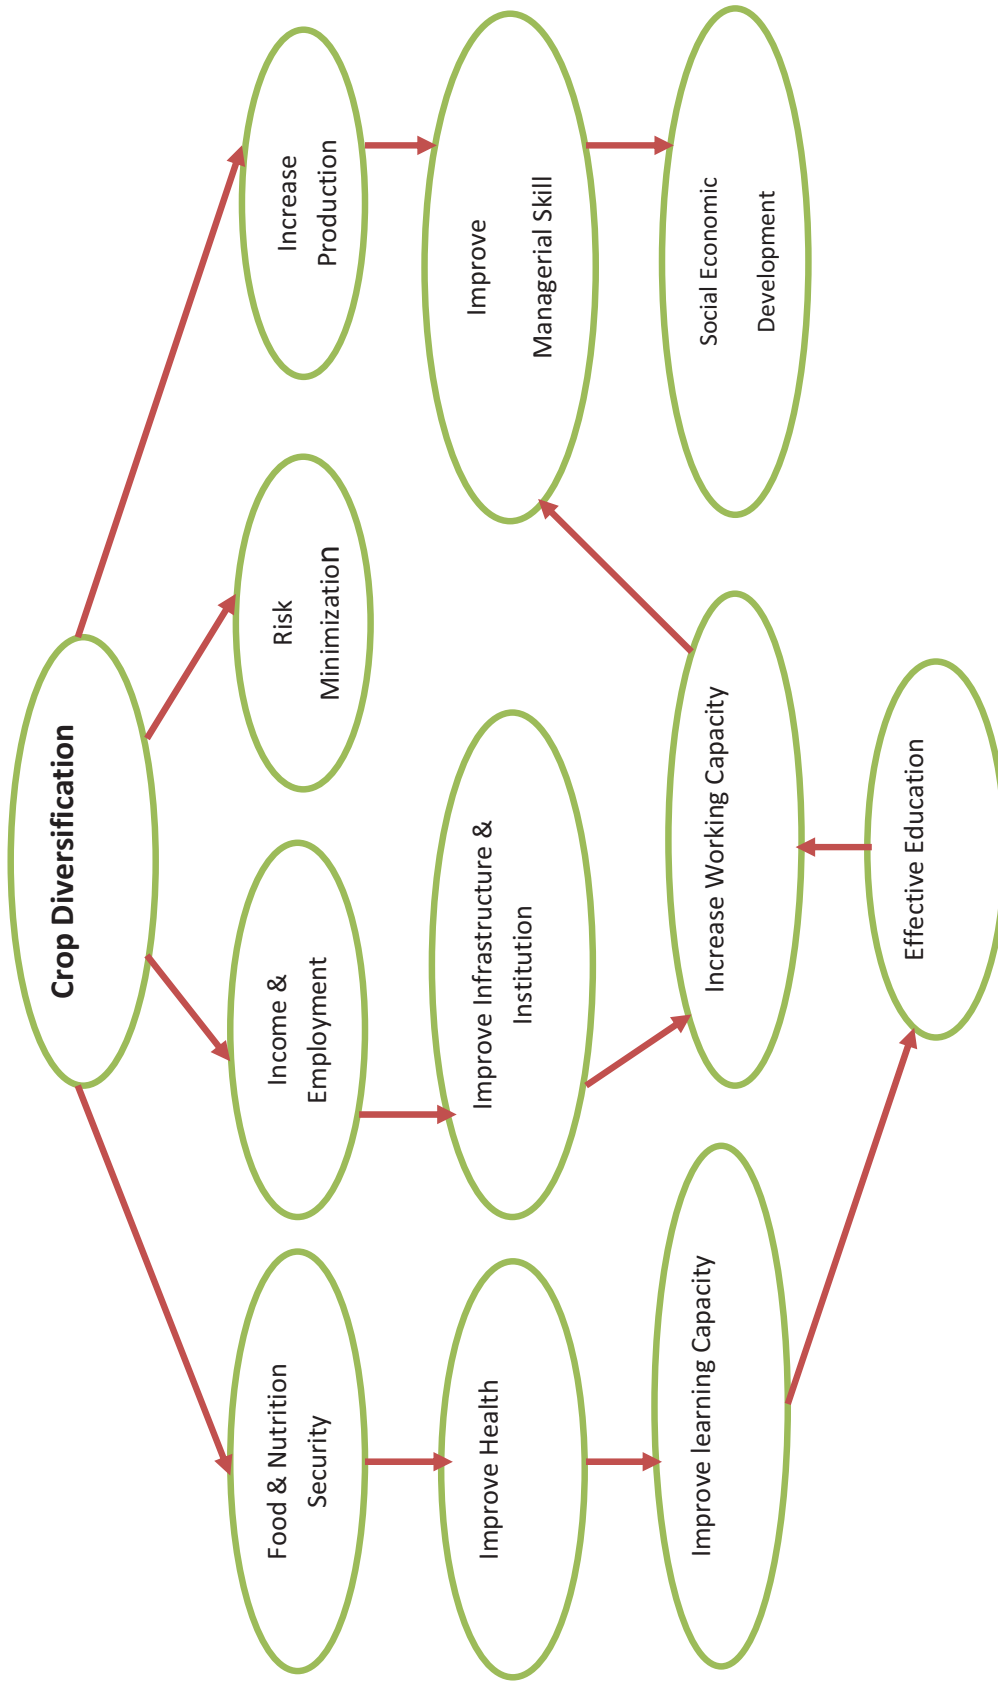 Crop Diversification
Food & Nutrition
Security
Income &
Employment
Risk
Minimization
Increase
Production
Improve Health
Improve Infrastructure &
Institution
Improve
Managerial Skill
Improve learning Capacity
Increase Working Capacity
Social Economic
Development
Effective Education